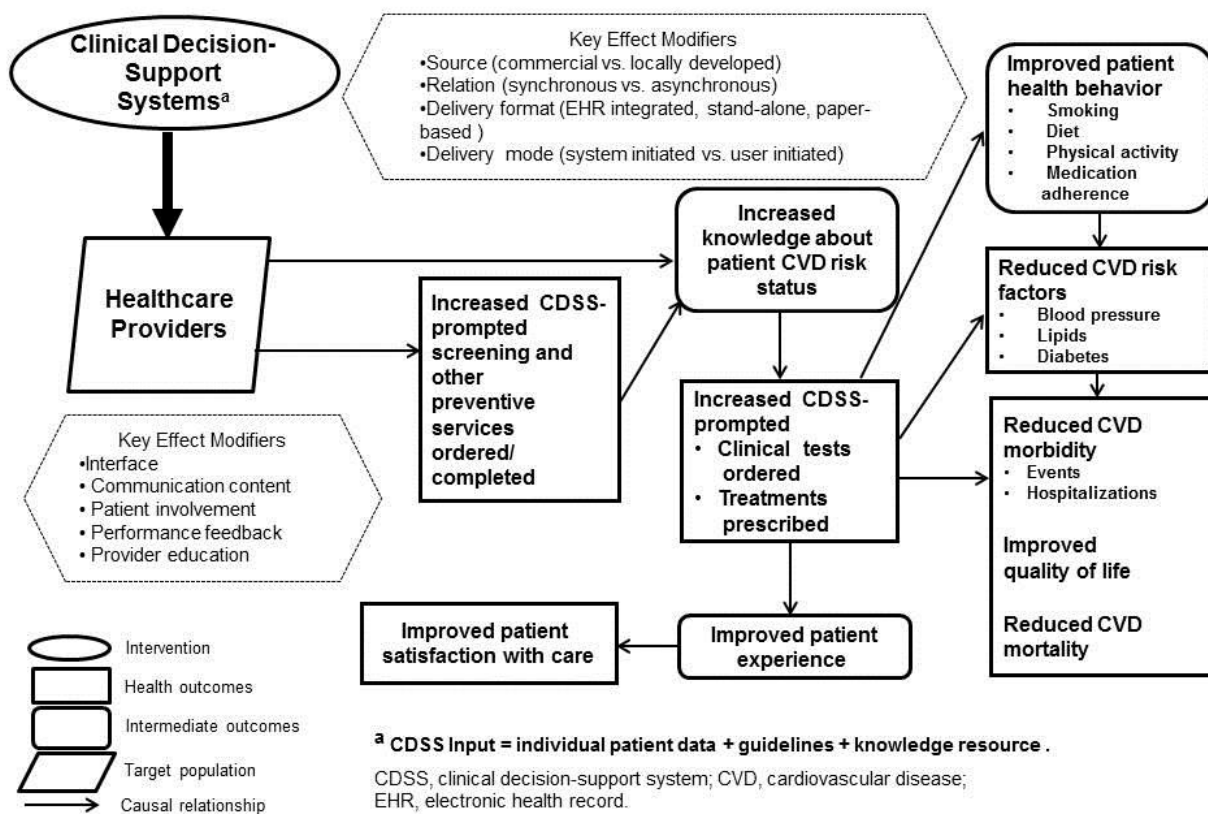 Clinical Decision-
Support
Systemsᵃ
Key Effect Modifiers
•Source (commercial vs. locally developed)
•Relation (synchronous vs. asynchronous)
•Delivery format (EHR integrated, stand-alone, paper-
based )
•Delivery mode (system initiated vs. user initiated)
Improved patient
health behavior
• Smoking
• Diet
• Physical activity
• Medication
adherence
Healthcare
Providers
Increased
knowledge about
patient CVD risk
status
Increased CDSS-
prompted
screening and
other
preventive
services
ordered/
completed
Reduced CVD risk
factors
• Blood pressure
• Lipids
• Diabetes
Increased CDSS-
prompted
• Clinical tests
ordered
• Treatments
prescribed
Reduced CVD
morbidity
• Events
• Hospitalizations
Improved
quality of life
Reduced CVD
mortality
Key Effect Modifiers
•Interface
• Communication content
• Patient involvement
• Performance feedback
• Provider education
Improved patient
satisfaction with care
Improved patient
experience
Intervention
Health outcomes
Intermediate outcomes
Target population
Causal relationship
ᵃ CDSS Input = individual patient data + guidelines + knowledge resource .
CDSS, clinical decision-support system; CVD, cardiovascular disease;
EHR, electronic health record.